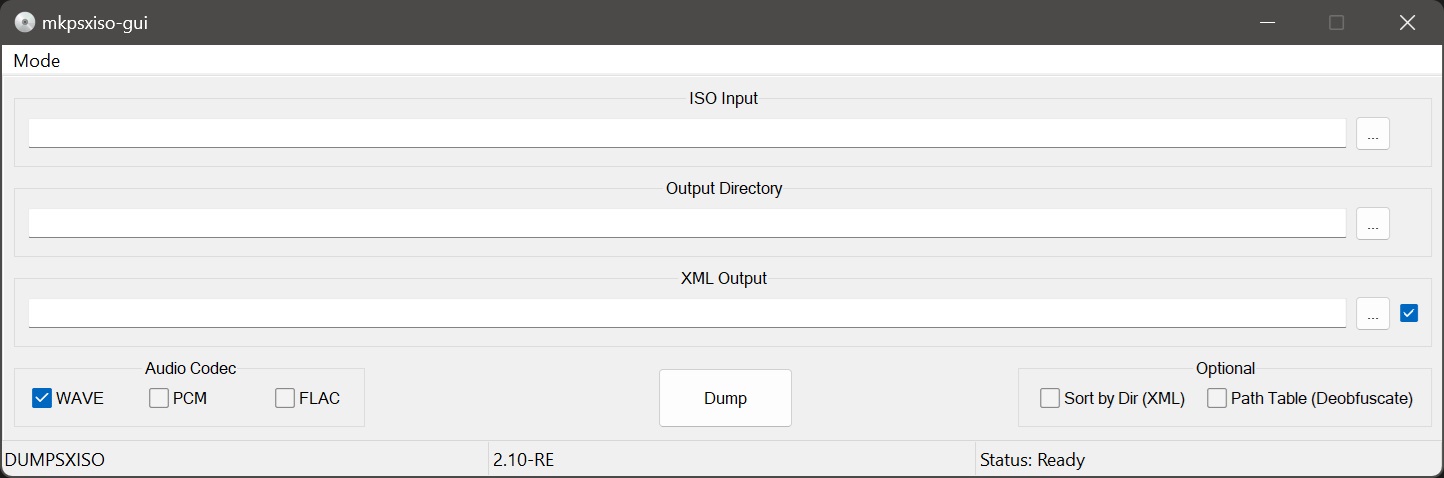 mkpsxiso-gui
Mode
ISO Input
...
Output Directory
...
XML Output
...
Audio Codec
WAVE PCM FLAC
Dump
Optional
Sort by Dir (XML) Path Table (Deobfuscate)
DUMPSXISO 2.10-RE Status: Ready